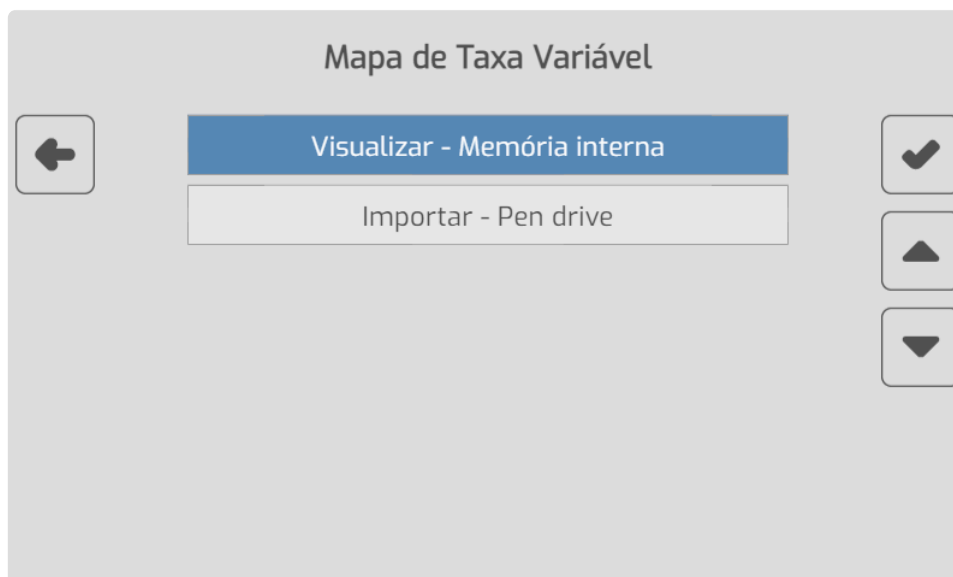 Mapa de Taxa Variável
Visualizar - Memória interna
Importar - Pen drive